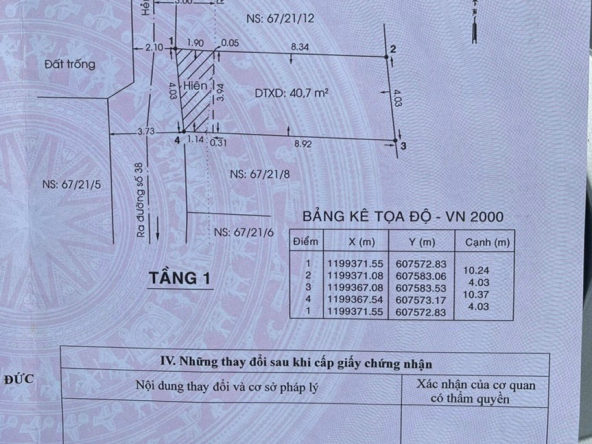 NS: 67/21/12
1
2.10
1.90
0.05
8.34
2
Đất trống
Hiên
4.03
3.94
DTXD: 40,7 m²
4.03
3.73
4
1.14
0.31
8.92
3
NS: 67/21/5
Ra đường số 38
NS: 67/21/8
NS: 67/21/6
TẦNG 1
BẢNG KÊ TỌA ĐỘ - VN 2000
Điểm X (m) Y (m) Cạnh (m)
1 1199371.55 607572.83
10.24
2 1199371.08 607583.06
4.03
3 1199367.08 607583.53
10.37
4 1199367.54 607573.17
4.03
1 1199371.55 607572.83
ĐỨC
IV. Những thay đổi sau khi cấp giấy chứng nhận
Nội dung thay đổi và cơ sở pháp lý
Xác nhận của cơ quan
có thẩm quyền